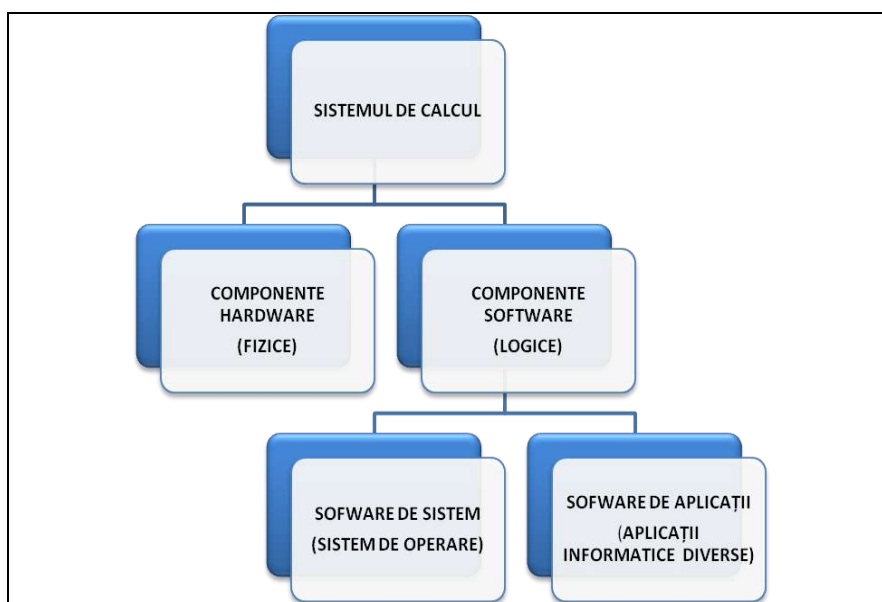 SISTEMUL DE CALCUL
COMPONENTE
HARDWARE
(FIZICE)
COMPONENTE
SOFTWARE
(LOGICE)
SOFWARE DE SISTEM
(SISTEM DE OPERARE)
SOFWARE DE APLICAȚII
(APLICAȚII
INFORMATICE DIVERSE)